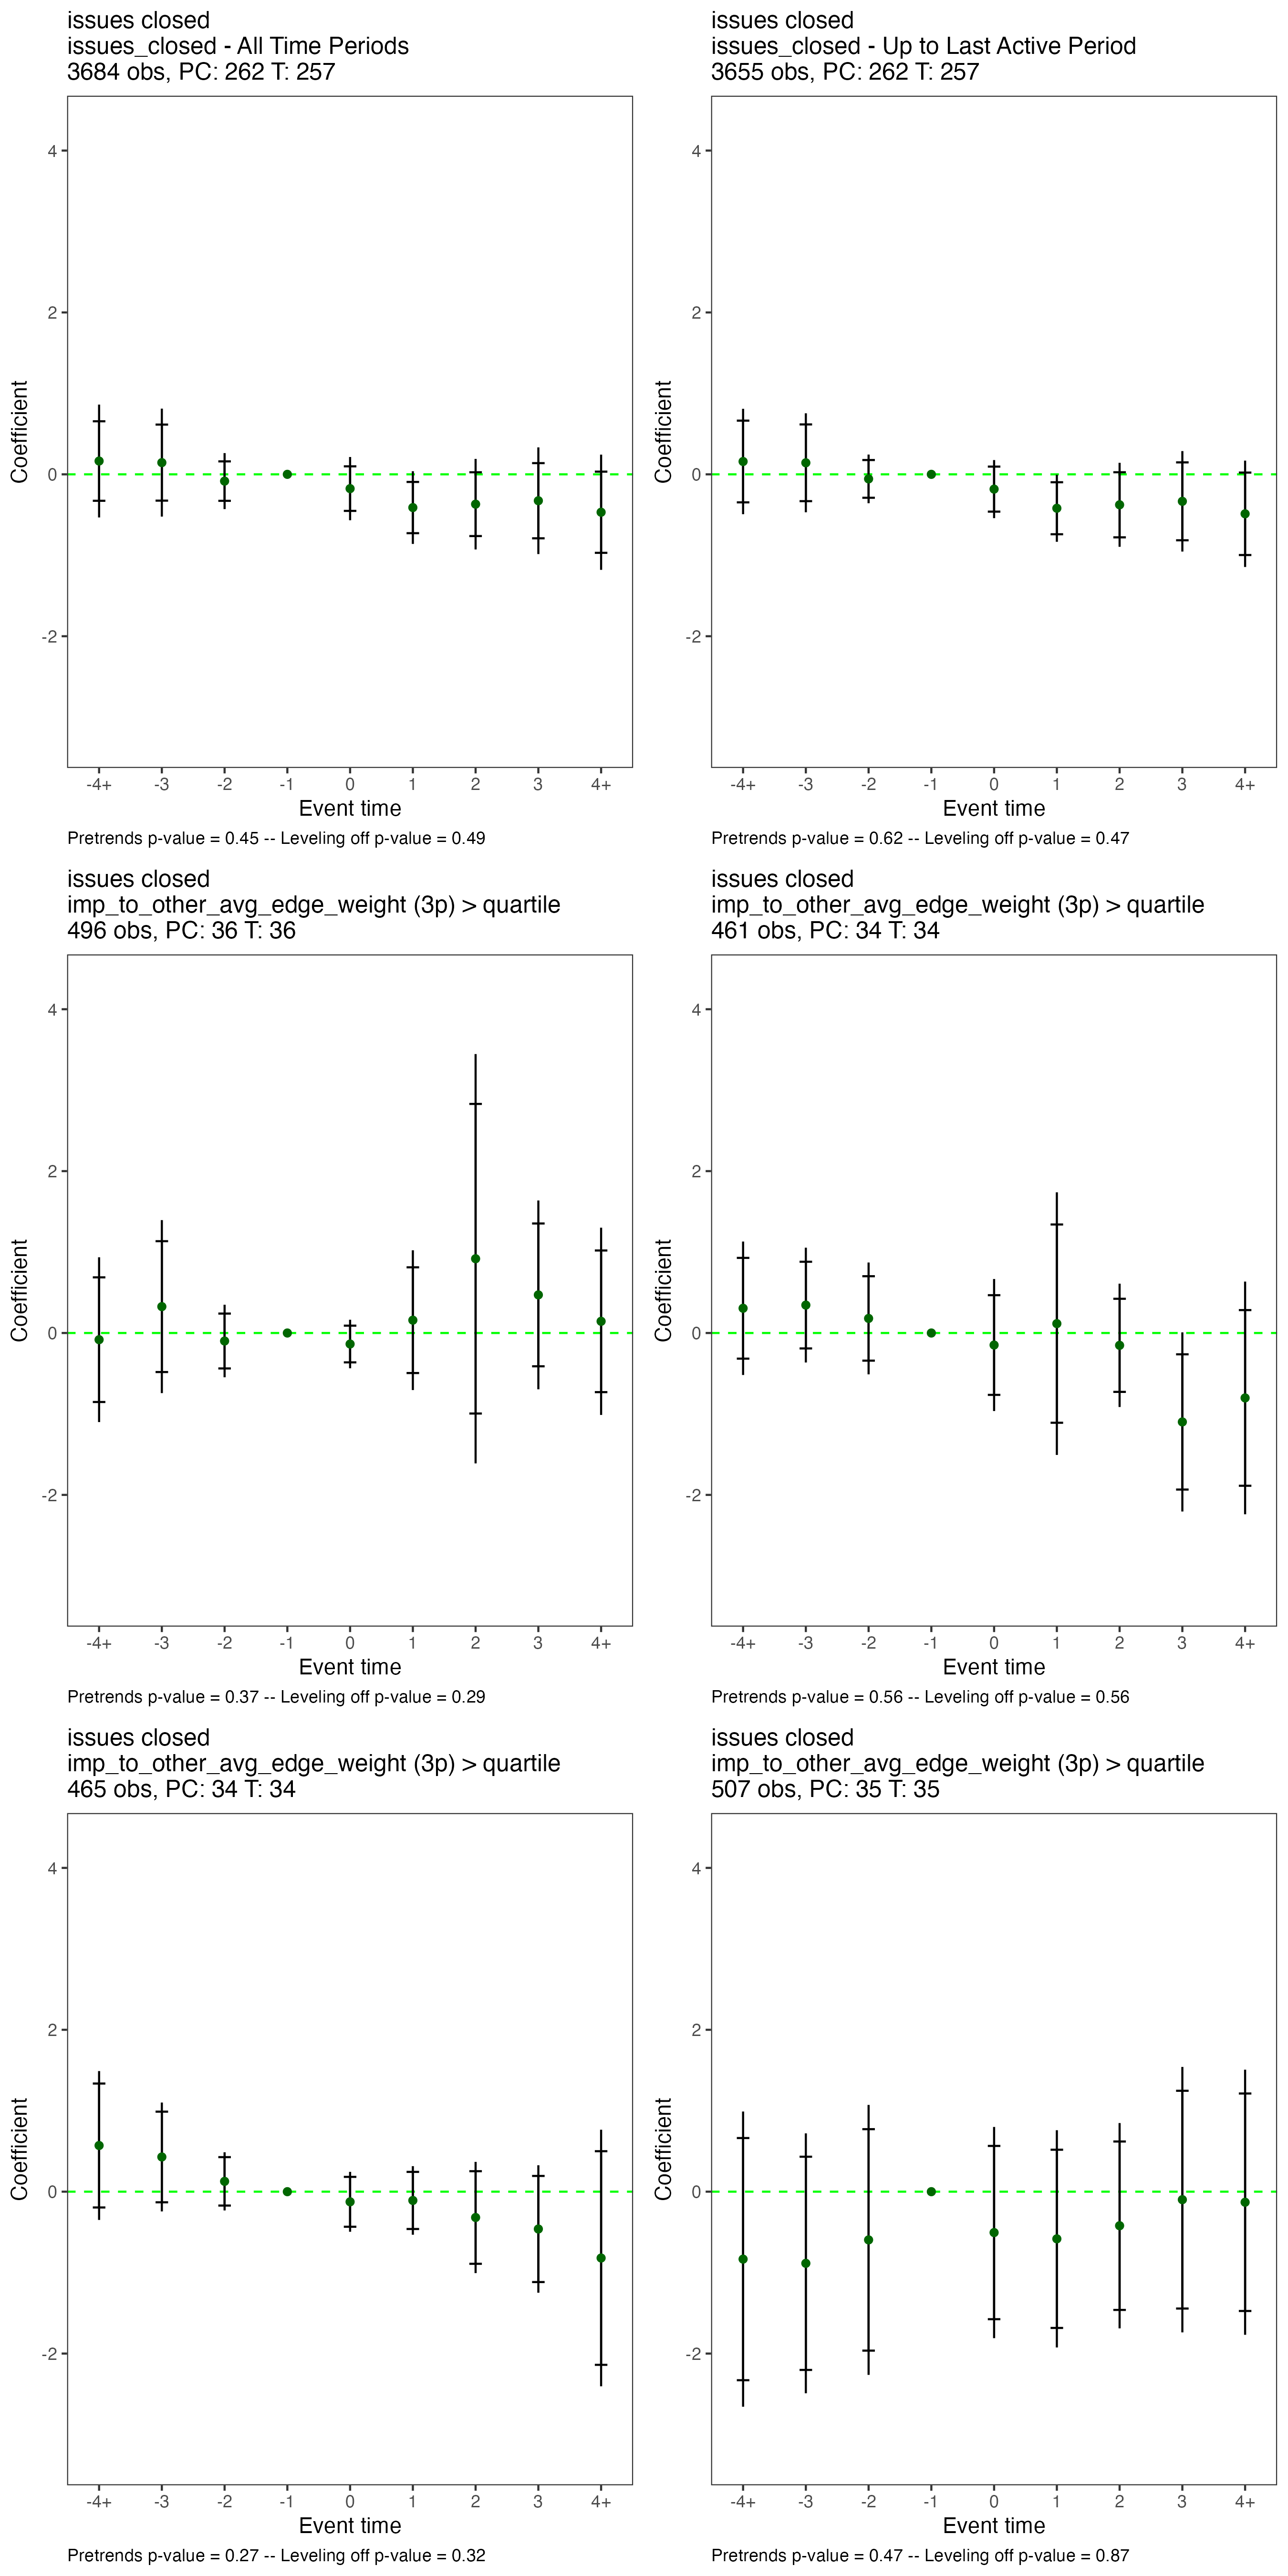 issues closed
issues_closed - All Time Periods
3684 obs, PC: 262 T: 257
4
2
0
-2
Coefficient
-4+ -3 -2 -1 0 1 2 3 4+
Event time
Pretrends p-value = 0.45 -- Leveling off p-value = 0.49
issues closed
issues_closed - Up to Last Active Period
3655 obs, PC: 262 T: 257
4
2
0
-2
Coefficient
-4+ -3 -2 -1 0 1 2 3 4+
Event time
Pretrends p-value = 0.62 -- Leveling off p-value = 0.47
issues closed
imp_to_other_avg_edge_weight (3p) > quartile
496 obs, PC: 36 T: 36
4
2
0
-2
Coefficient
-4+ -3 -2 -1 0 1 2 3 4+
Event time
Pretrends p-value = 0.37 -- Leveling off p-value = 0.29
issues closed
imp_to_other_avg_edge_weight (3p) > quartile
461 obs, PC: 34 T: 34
4
2
0
-2
Coefficient
-4+ -3 -2 -1 0 1 2 3 4+
Event time
Pretrends p-value = 0.56 -- Leveling off p-value = 0.56
issues closed
imp_to_other_avg_edge_weight (3p) > quartile
465 obs, PC: 34 T: 34
4
2
0
-2
Coefficient
-4+ -3 -2 -1 0 1 2 3 4+
Event time
Pretrends p-value = 0.27 -- Leveling off p-value = 0.32
issues closed
imp_to_other_avg_edge_weight (3p) > quartile
507 obs, PC: 35 T: 35
4
2
0
-2
Coefficient
-4+ -3 -2 -1 0 1 2 3 4+
Event time
Pretrends p-value = 0.47 -- Leveling off p-value = 0.87